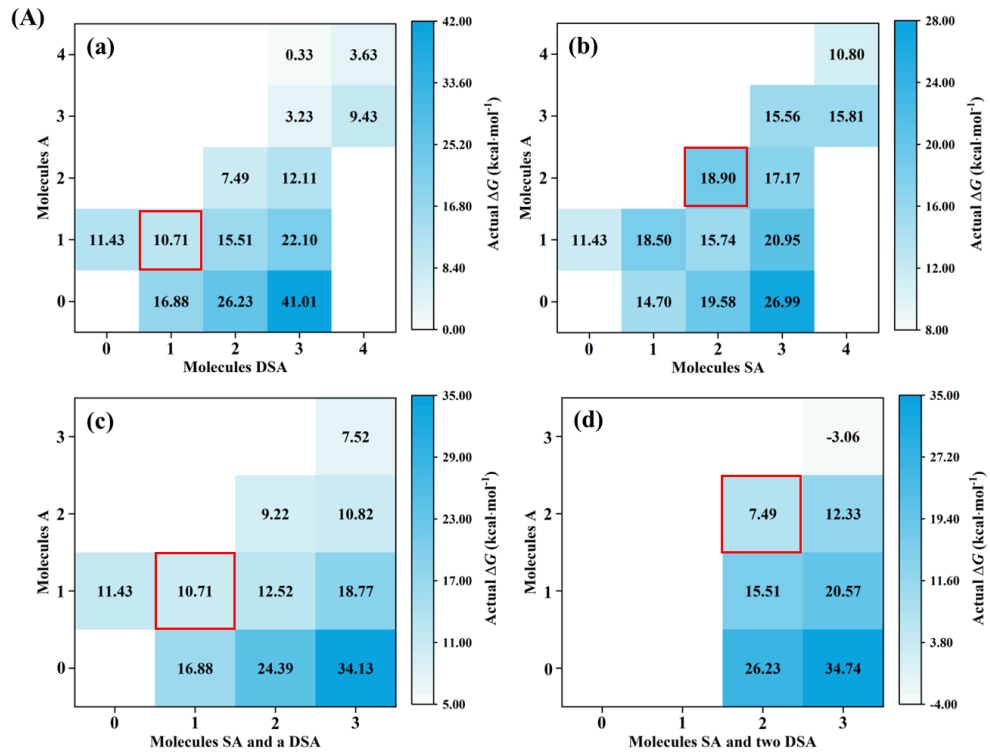 (A)
(a)
4 0.33 3.63
3 3.23 9.43
2 7.49 12.11
1 11.43 10.71 15.51 22.10
0 16.88 26.23 41.01
0 1 2 3 4
Molecules DSA
Molecules A
42.00
33.60
25.20
16.80
8.40
0.00
Actual ΔG (kcal·mol⁻¹)
(b)
4 10.80
3 15.56 15.81
2 18.90 17.17
1 11.43 18.50 15.74 20.95
0 14.70 19.58 26.99
0 1 2 3 4
Molecules SA
Molecules A
28.00
24.00
20.00
16.00
12.00
8.00
Actual ΔG (kcal·mol⁻¹)
(c)
3 7.52
2 9.22 10.82
1 11.43 10.71 12.52 18.77
0 16.88 24.39 34.13
0 1 2 3
Molecules SA and a DSA
Molecules A
35.00
29.00
23.00
17.00
11.00
5.00
Actual ΔG (kcal·mol⁻¹)
(d)
3 -3.06
2 7.49 12.33
1 15.51 20.57
0 26.23 34.74
0 1 2 3
Molecules SA and two DSA
Molecules A
35.00
27.20
19.40
11.60
3.80
-4.00
Actual ΔG (kcal·mol⁻¹)